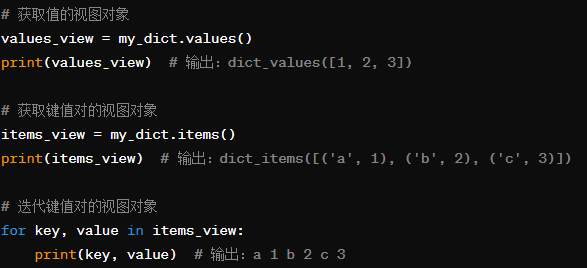 # 获取值的视图对象
values_view = my_dict.values()
print(values_view)  # 输出：dict_values([1, 2, 3])
# 获取键值对的视图对象
items_view = my_dict.items()
print(items_view)  # 输出：dict_items([('a', 1), ('b', 2), ('c', 3)])
# 迭代键值对的视图对象
for key, value in items_view:
    print(key, value)  # 输出：a 1 b 2 c 3